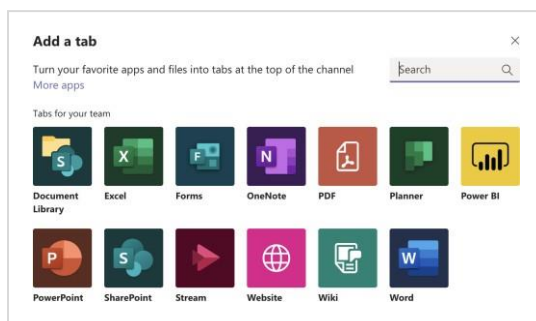 Add a tab
Turn your favorite apps and files into tabs at the top of the channel
Search
More apps
Tabs for your team
S
X
F
N
Document Library
Excel
Forms
OneNote
PDF
Planner
Power BI
P
S
W
PowerPoint
SharePoint
Stream
Website
Wiki
Word